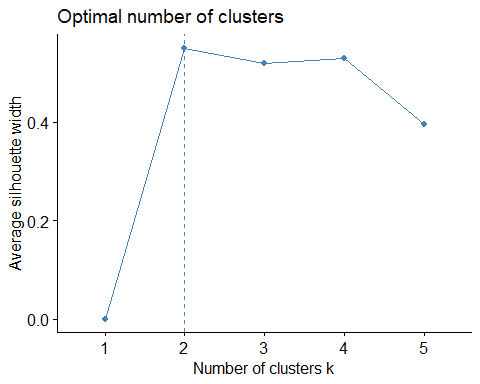 Optimal number of clusters
Average silhouette width
0.4
0.2
0.0
1 2 3 4 5
Number of clusters k